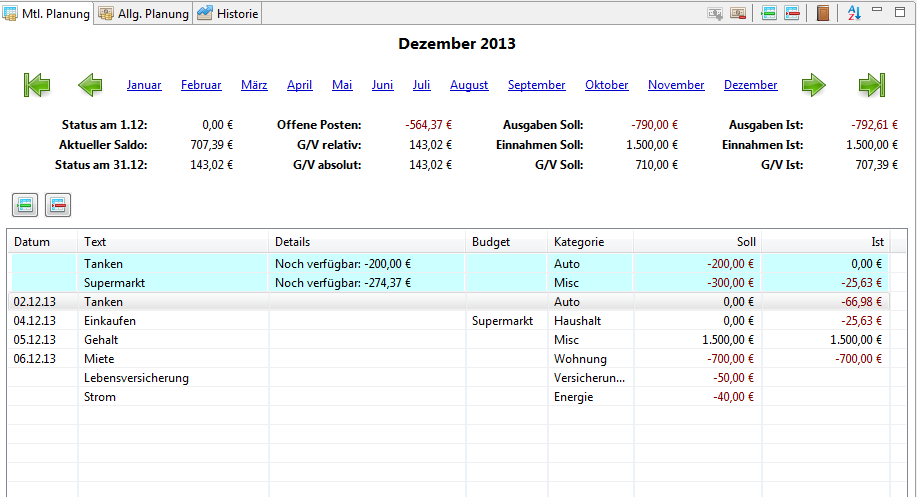 Mtl. Planung Allg. Planung Historie
Dezember 2013
Januar Februar März April Mai Juni Juli August September Oktober November Dezember
Status am 1.12: 0,00 € Offene Posten: -564,37 € Ausgaben Soll: -790,00 € Ausgaben Ist: -792,61 €
Aktueller Saldo: 707,39 € G/V relativ: 143,02 € Einnahmen Soll: 1.500,00 € Einnahmen Ist: 1.500,00 €
Status am 31.12: 143,02 € G/V absolut: 143,02 € G/V Soll: 710,00 € G/V Ist: 707,39 €
Datum Text Details Budget Kategorie Soll Ist
Tanken Noch verfügbar: -200,00 € Auto -200,00 € 0,00 €
Supermarkt Noch verfügbar: -274,37 € Misc -300,00 € -25,63 €
02.12.13 Tanken Auto 0,00 € -66,98 €
04.12.13 Einkaufen Supermarkt Haushalt 0,00 € -25,63 €
05.12.13 Gehalt Misc 1.500,00 € 1.500,00 €
06.12.13 Miete Wohnung -700,00 € -700,00 €
Lebensversicherung Versicherun... -50,00 €
Strom Energie -40,00 €